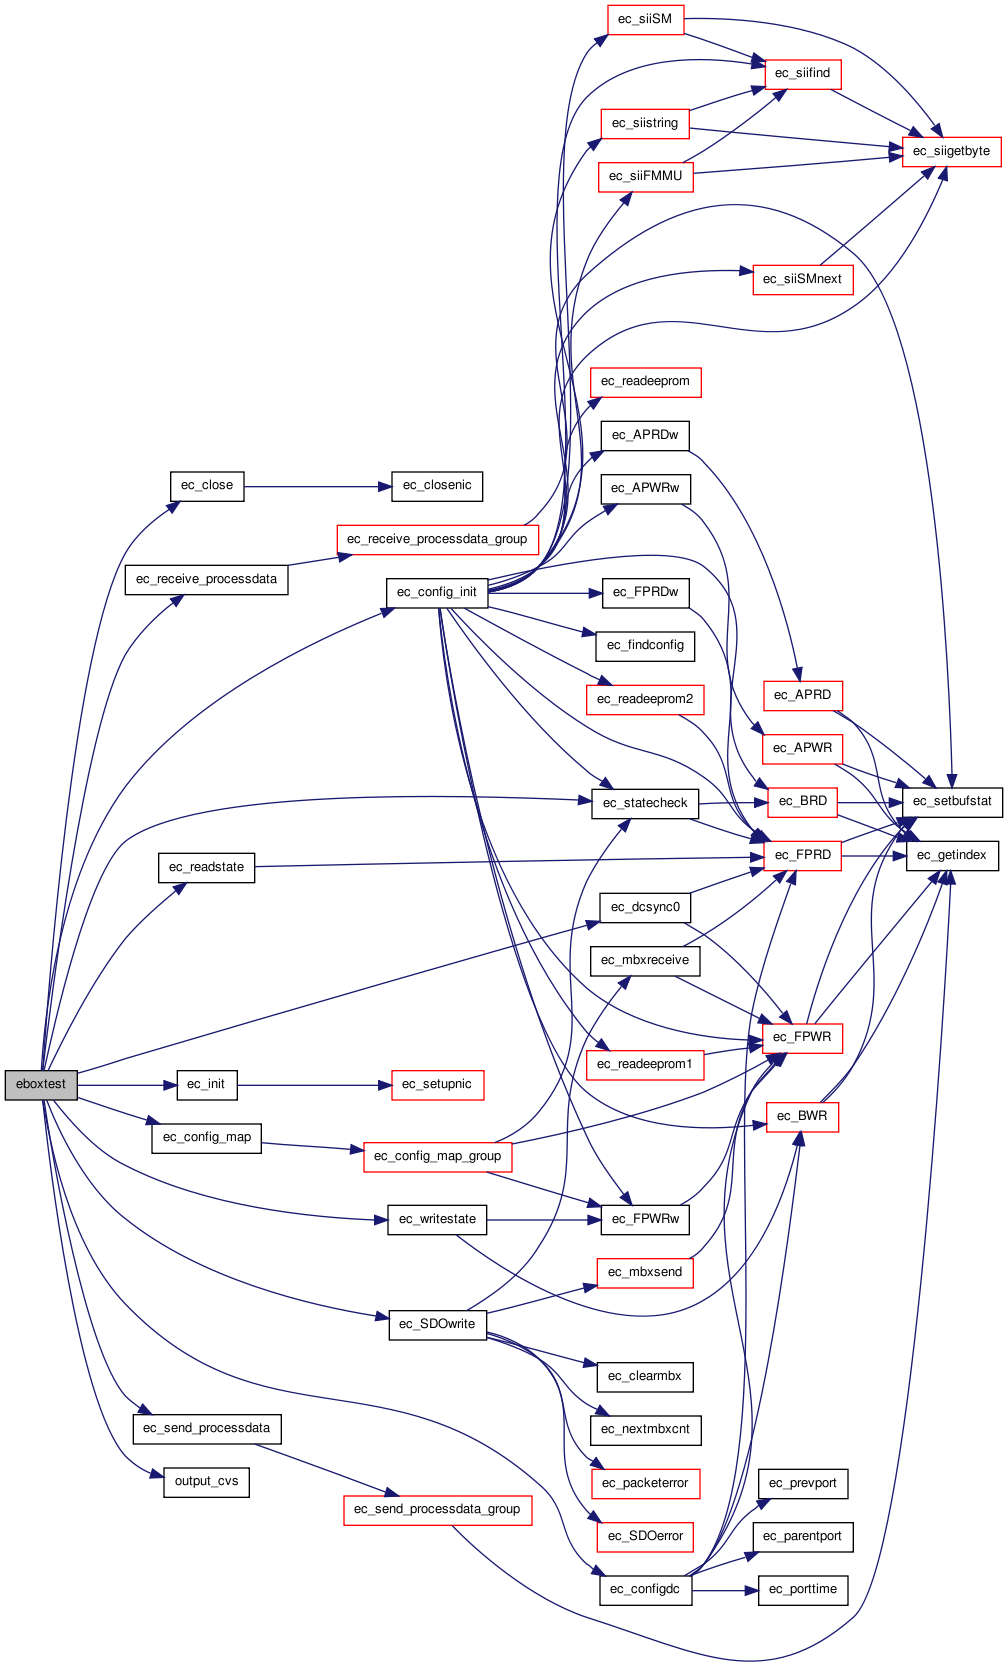 ec_siiSM
ec_siifind
ec_siistring
ec_siigetbyte
ec_siiFMMU
ec_siiSMnext
ec_readeeprom
ec_APRDw
ec_close
ec_closenic
ec_APWRw
ec_receive_processdata_group
ec_receive_processdata
ec_config_init
ec_FPRDw
ec_findconfig
ec_readeeprom2
ec_APRD
ec_APWR
ec_statecheck
ec_BRD
ec_setbufstat
ec_readstate
ec_FPRD
ec_getindex
ec_dcsync0
ec_mbxreceive
ec_FPWR
ec_readeeprom1
eboxtest
ec_init
ec_setupnic
ec_BWR
ec_config_map
ec_config_map_group
ec_writestate
ec_FPWRw
ec_mbxsend
ec_SDOwrite
ec_clearmbx
ec_send_processdata
ec_nextmbxcnt
output_cvs
ec_packeterror
ec_prevport
ec_send_processdata_group
ec_SDOerror
ec_parentport
ec_configdc
ec_porttime